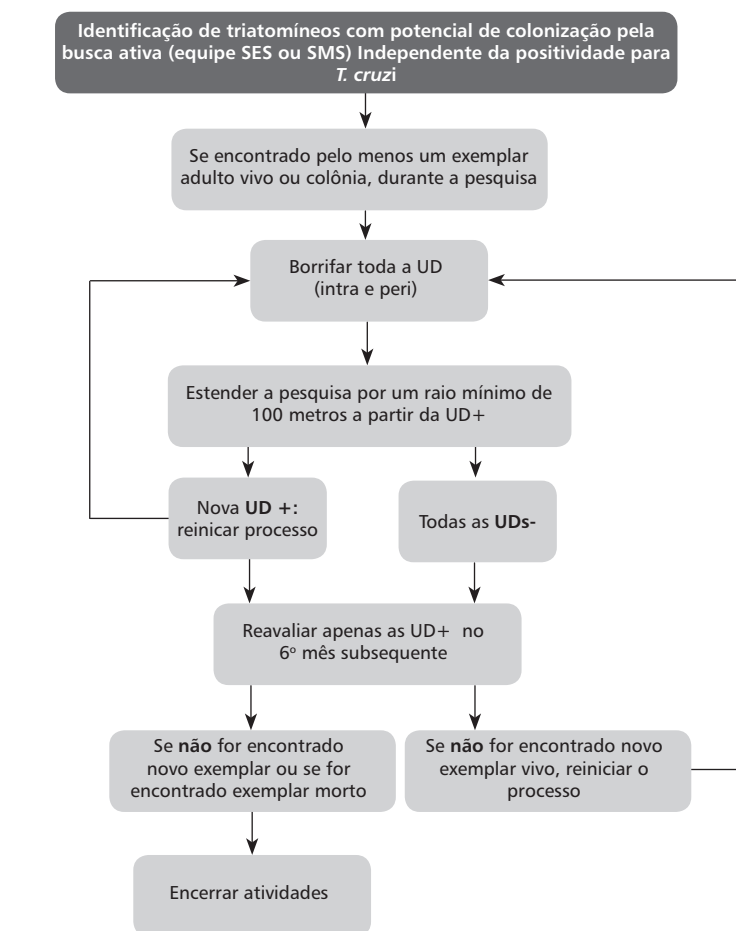 Identificação de triatomíneos com potencial de colonização pela
busca ativa (equipe SES ou SMS) Independente da positividade para
T. cruzi
Se encontrado pelo menos um exemplar
adulto vivo ou colônia, durante a pesquisa
Borrifar toda a UD
(intra e peri)
Estender a pesquisa por um raio mínimo de
100 metros a partir da UD+
Nova UD +:
reinicar processo
Todas as UDs-
Reavaliar apenas as UD+ no
6º mês subsequente
Se não for encontrado
novo exemplar ou se for
encontrado exemplar morto
Se não for encontrado novo
exemplar vivo, reiniciar o
processo
Encerrar atividades